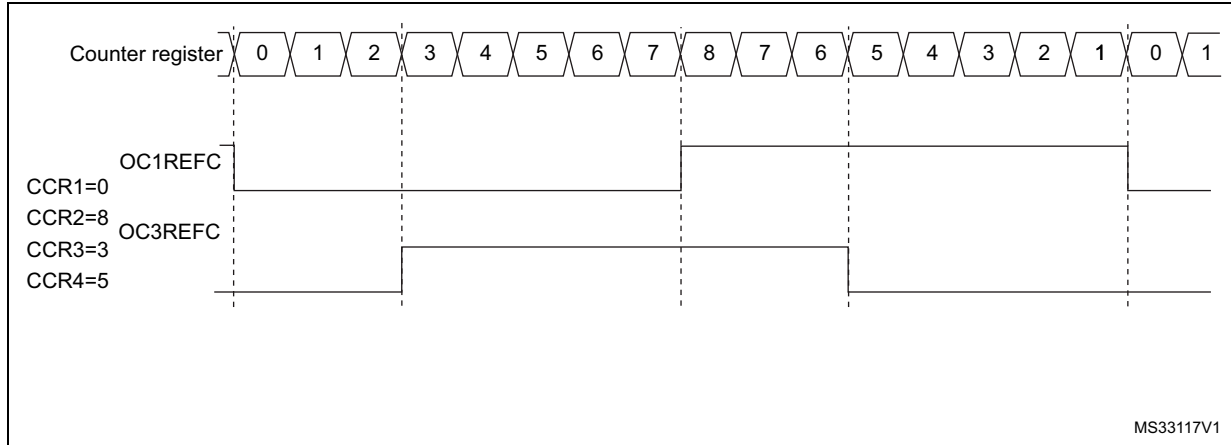 Counter register 0 1 2 3 4 5 6 7 8 7 6 5 4 3 2 1 0 1
OC1REFC
CCR1=0
CCR2=8
OC3REFC
CCR3=3
CCR4=5
MS33117V1